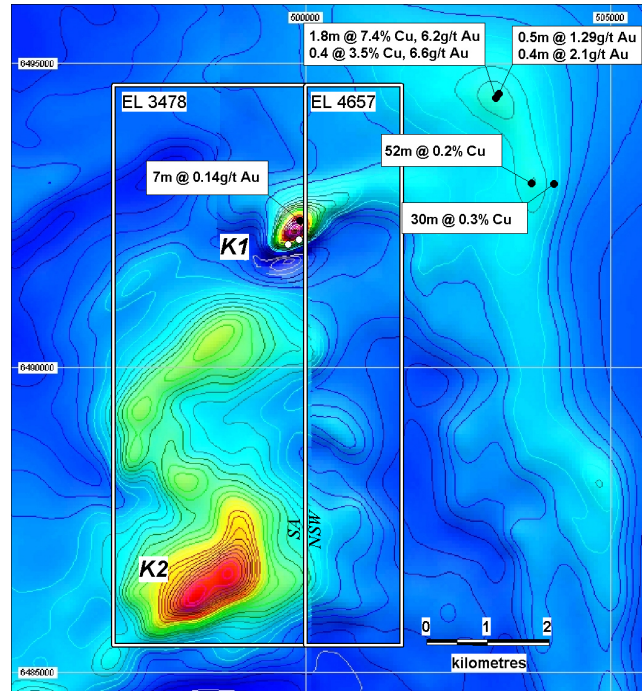 500000
505000
1.8m @ 7.4% Cu, 6.2g/t Au
0.4 @ 3.5% Cu, 6.6g/t Au
0.5m @ 1.29g/t Au
0.4m @ 2.1g/t Au
6495000
EL 3478
EL 4657
52m @ 0.2% Cu
7m @ 0.14g/t Au
30m @ 0.3% Cu
K1
6490000
SA
NSW
K2
0 1 2
kilometres
6485000